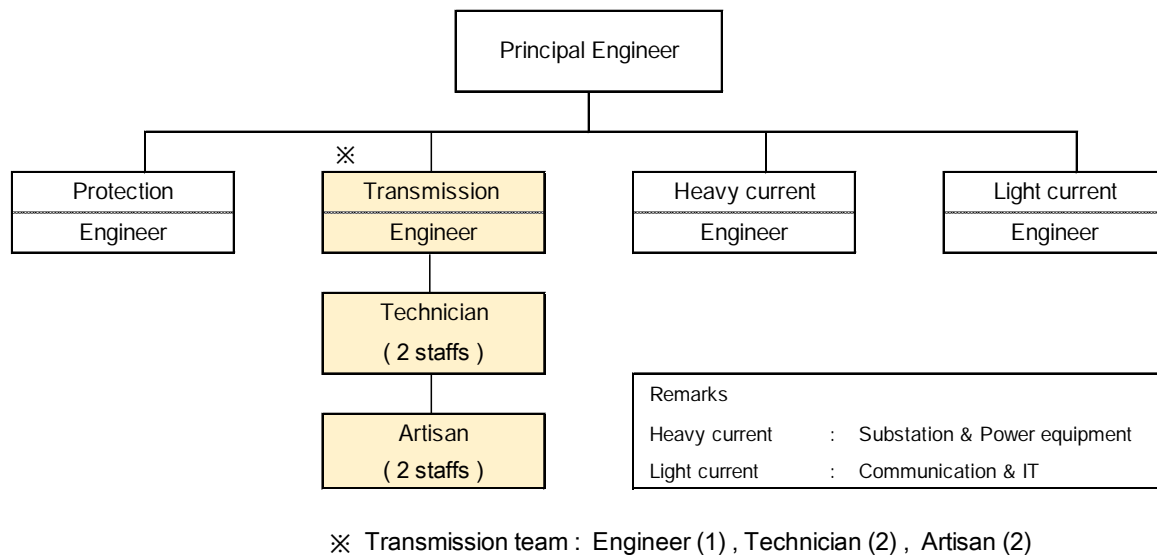 Principal Engineer
※
Protection
Engineer
Transmission
Engineer
Heavy current
Engineer
Light current
Engineer
Technician
( 2 staffs )
Artisan
( 2 staffs )
Remarks
Heavy current : Substation & Power equipment
Light current : Communication & IT
※ Transmission team : Engineer (1) , Technician (2) , Artisan (2)